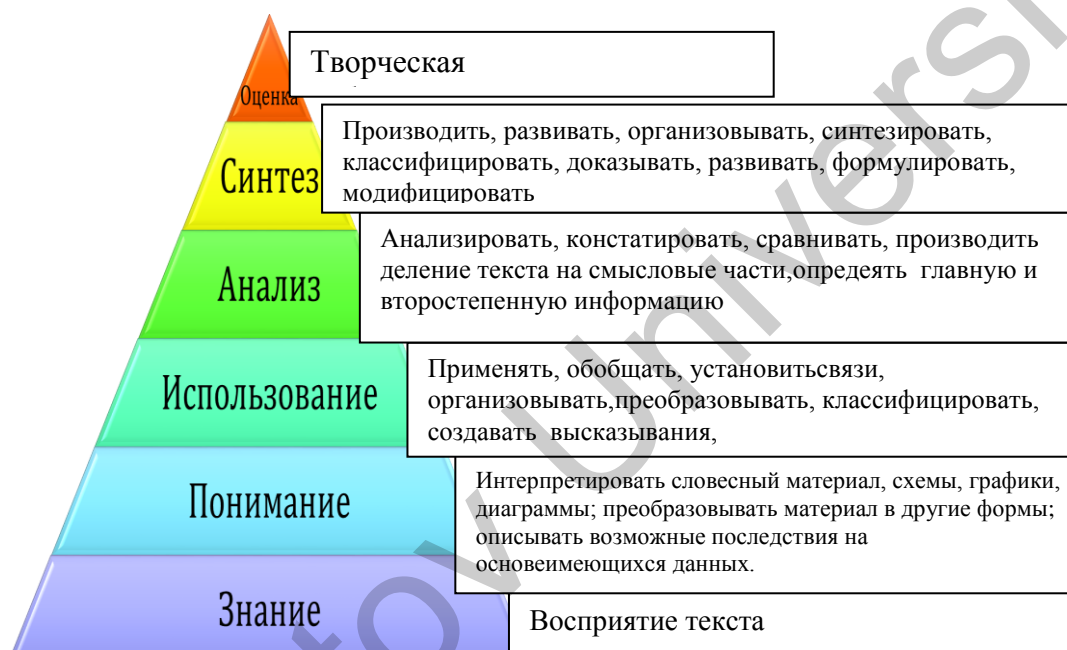 Творческая
Оценка
Производить, развивать, организовывать, синтезировать,
классифицировать, доказывать, развивать, формулировать,
модифицировать
Синтез
Анализировать, констатировать, сравнивать, производить
деление текста на смысловые части,опредеять главную и
второстепенную информацию
Анализ
Применять, обобщать, установитьсвязи,
организовывать,преобразовывать, классифицировать,
создавать высказывания,
Использование
Интерпретировать словесный материал, схемы, графики,
диаграммы; преобразовывать материал в другие формы;
описывать возможные последствия на
основеимеющихся данных.
Понимание
Знание
Восприятие текста